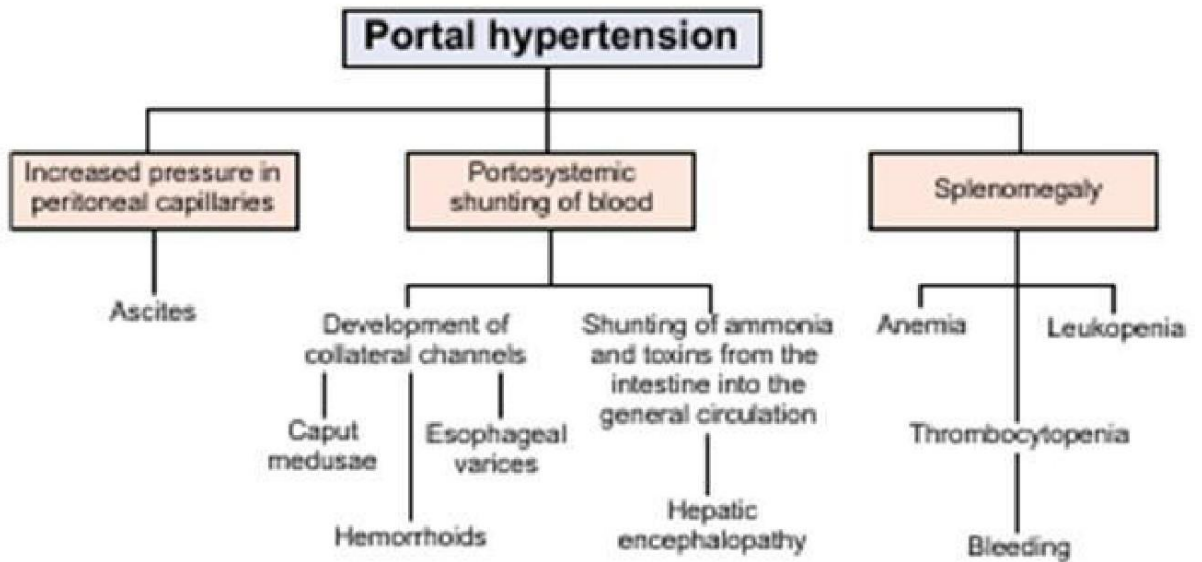 Portal hypertension
Increased pressure in
peritoneal capillaries
Portosystemic
shunting of blood
Splenomegaly
Ascites
Development of
collateral channels
Shunting of ammonia
and toxins from the
intestine into the
general circulation
Anemia
Leukopenia
Caput
medusae
Esophageal
varices
Thrombocytopenia
Hemorrhoids
Hepatic
encephalopathy
Bleeding